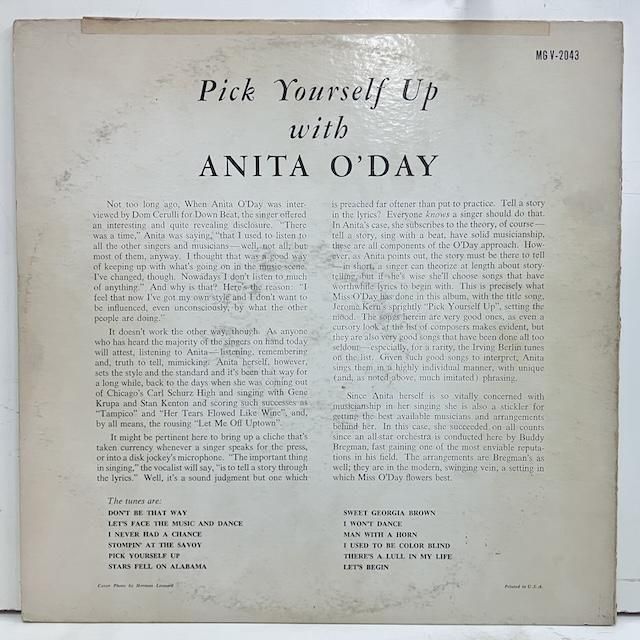 MG V-2043
Pick Yourself Up
with
ANITA O'DAY
Not too long ago, When Anita O'Day was inter-
viewed by Dom Cerulli for Down Beat, the singer offered
an interesting and quite revealing disclosure. "There
was a time," Anita was saying, "that I used to listen to
all the other singers and musicians—well, not all, but
most of them, anyway. I thought that was a good way
of keeping up with what's going on in the music scene.
I've changed, though. Nowadays I don't listen to much
of anything." And why is that? Here's the reason: "I
feel that now I've got my own style and I don't want to
be influenced, even unconsciously, by what the other
people are doing."
It doesn't work the other way, though. As anyone
who has heard the majority of the singers on hand today
will attest, listening to Anita—listening, remembering
and, truth to tell, mimicking. Anita herself, however,
sets the style and the standard and it's been that way for
a long while, back to the days when she was coming out
of Chicago's Carl Schurz High and singing with Gene
Krupa and Stan Kenton and scoring such successes as
"Tampico" and "Her Tears Flowed Like Wine", and,
by all means, the rousing "Let Me Off Uptown".
It might be pertinent here to bring up a cliche that's
taken currency whenever a singer speaks for the press,
or into a disk jockey's microphone. "The important thing
in singing," the vocalist will say, "is to tell a story through
the lyrics." Well, it's a sound judgment but one which
is preached far oftener than put to practice. Tell a story
in the lyrics? Everyone knows a singer should do that.
In Anita's case, she subscribes to the theory, of course—
tell a story, sing with a beat, have solid musicianship,
these are all components of the O'Day approach. How-
ever, as Anita points out, the story must be there to tell
—in short, a singer can theorize at length about story-
telling, but if she's wise she'll choose songs that have
worthwhile lyrics to begin with. This is precisely what
Miss O'Day has done in this album, with the title song,
Jerome Kern's sprightly "Pick Yourself Up", setting the
mood. The songs herein are very good ones, as even a
cursory look at the list of composers makes evident, but
they are also very good songs that have been done all too
seldom—especially, for a rarity, the Irving Berlin tunes
on the list. Given such good songs to interpret, Anita
sings them in a highly individual manner, with unique
(and, as noted above, much imitated) phrasing.
Since Anita herself is so vitally concerned with
musicianship in her singing she is also a stickler for
getting the best available musicians and arrangements
behind her. In this case, she succeeded on all counts
since an all-star orchestra is conducted here by Buddy
Bregman, fast gaining one of the most enviable reputa-
tions in his field. The arrangements are Bregman's as
well; they are in the modern, swinging vein, a setting in
which Miss O'Day flowers best.
The tunes are:
DON'T BE THAT WAY
LET'S FACE THE MUSIC AND DANCE
I NEVER HAD A CHANCE
STOMPIN' AT THE SAVOY
PICK YOURSELF UP
STARS FELL ON ALABAMA
SWEET GEORGIA BROWN
I WON'T DANCE
MAN WITH A HORN
I USED TO BE COLOR BLIND
THERE'S A LULL IN MY LIFE
LET'S BEGIN
Cover Photo by Herman Leonard
Printed in U.S.A.